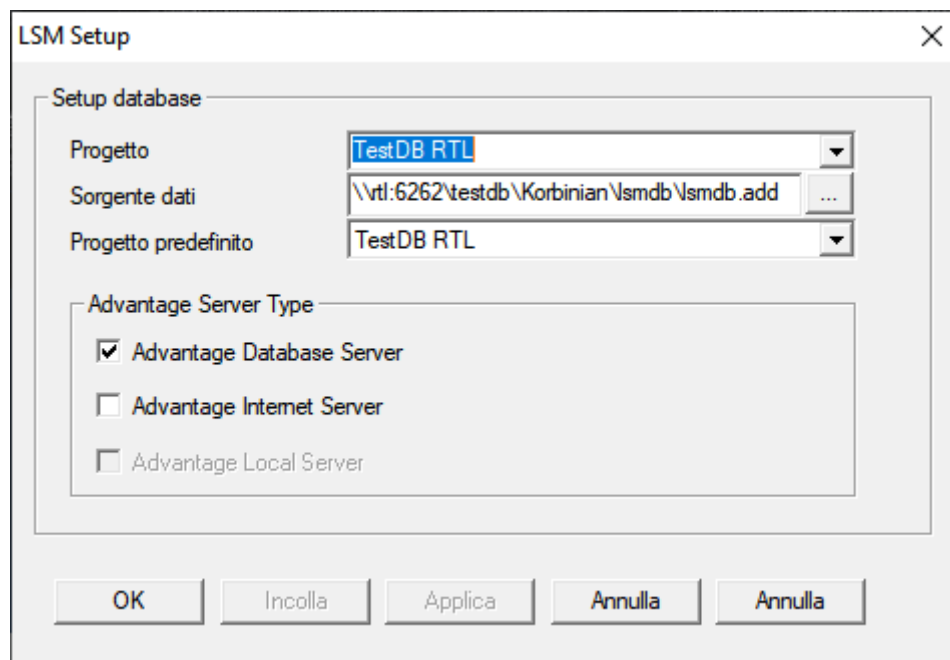 LSM Setup
Setup database
Progetto
TestDB RTL
Sorgente dati
\\rtl:6262\testdb\Korbinian\lsmdb\lsmdb.add
...
Progetto predefinito
TestDB RTL
Advantage Server Type
Advantage Database Server
Advantage Internet Server
Advantage Local Server
OK
Incolla
Applica
Annulla
Annulla